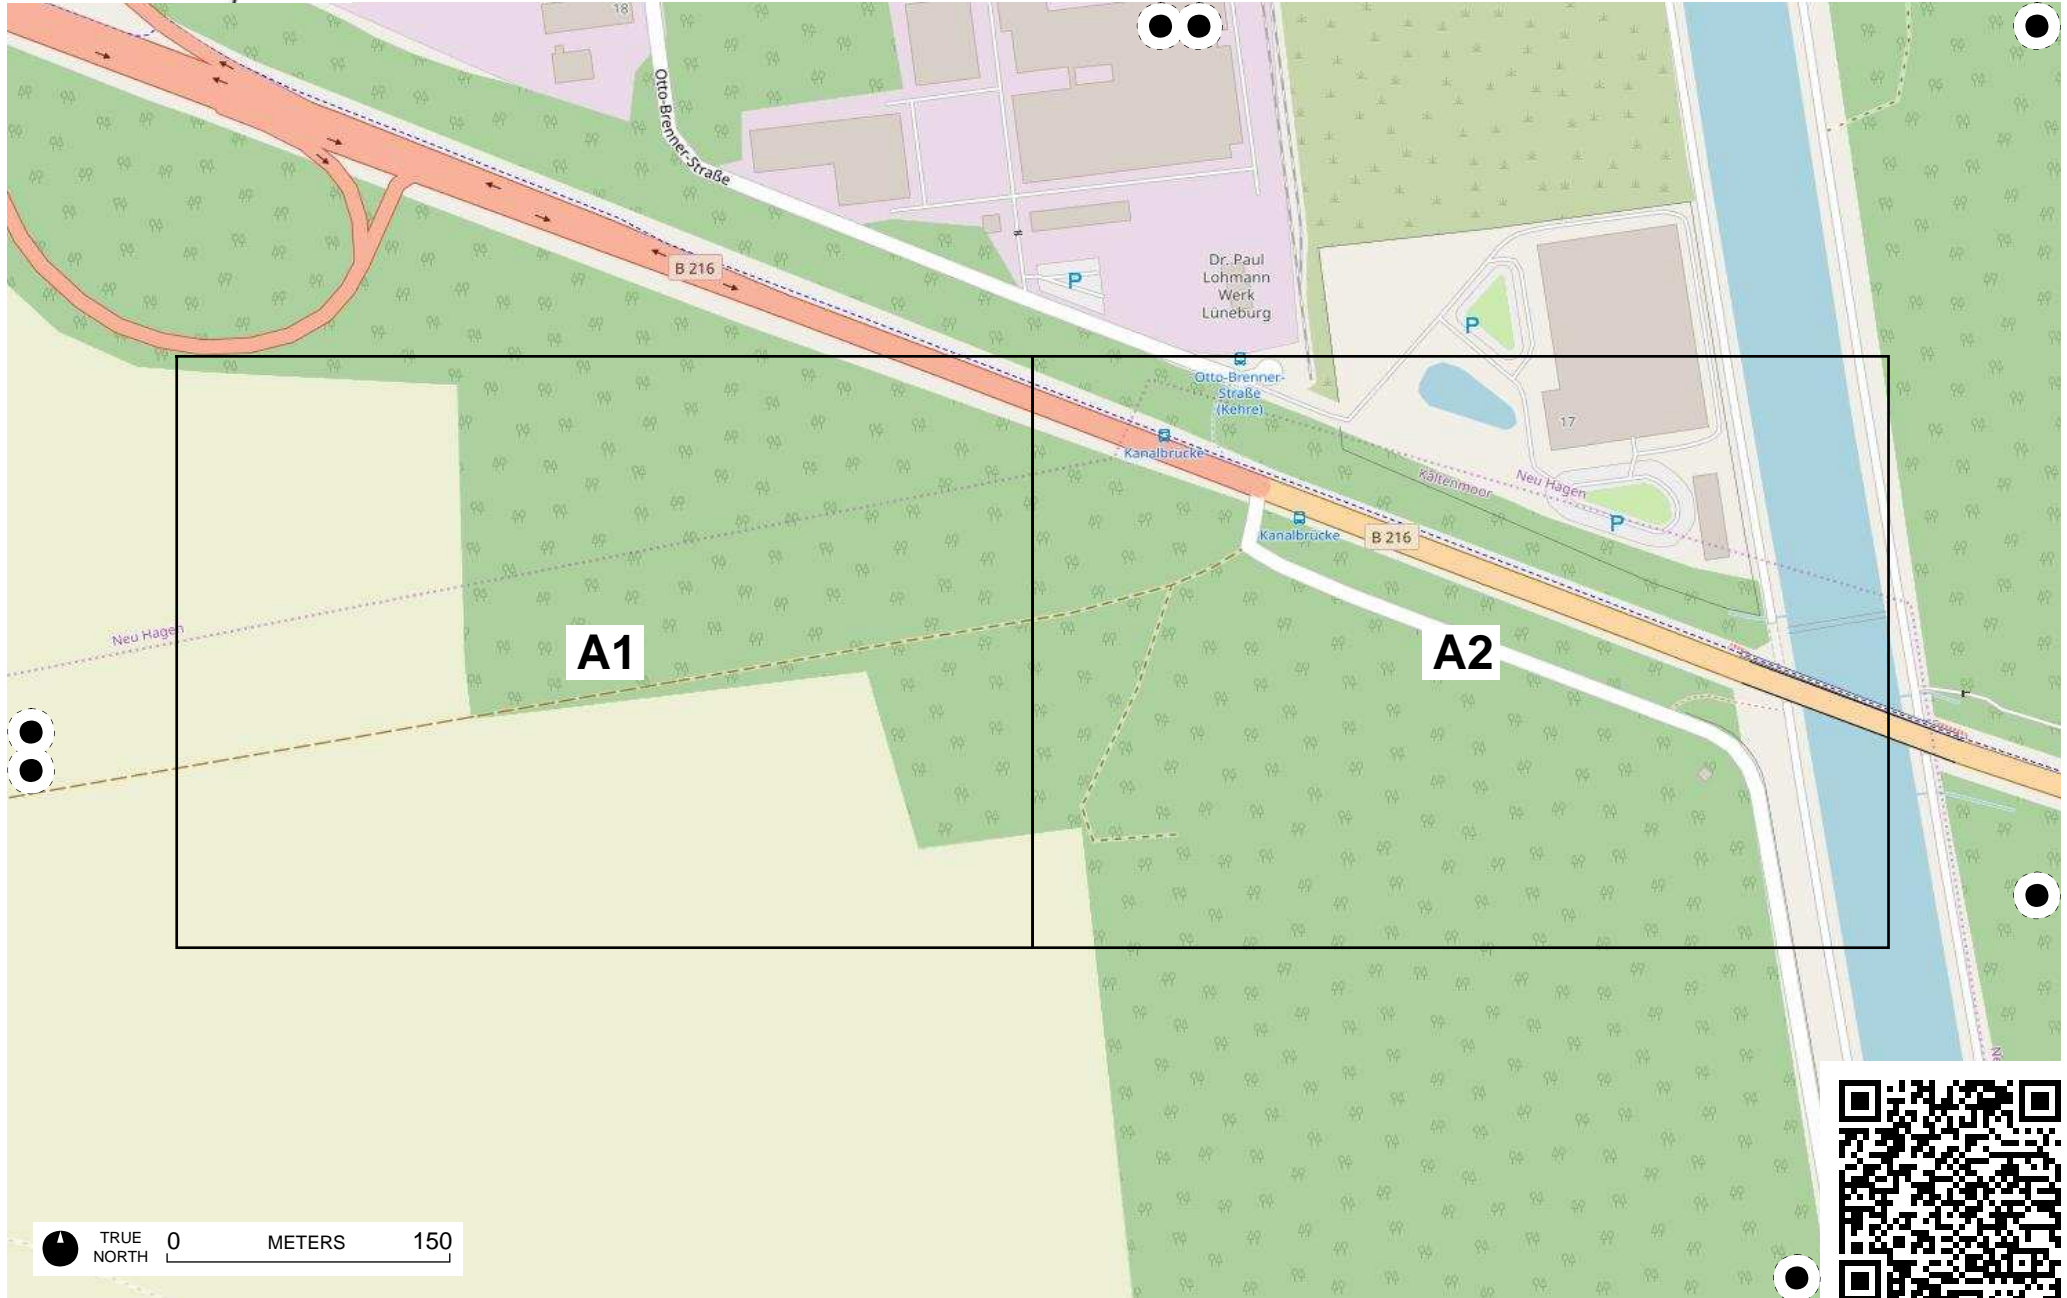 18
Otto-Brenner-Straße
B 216
P
Dr. Paul
Lohmann
Werk
Lüneburg
P
Otto-Brenner-
Straße
(Kehre)
17
Kanalbrücke
Kaltenmoor
Neu Hagen
P
Kanalbrücke
B 216
Neu Hagen
A1
A2
Ne
TRUE
NORTH
0
METERS
150